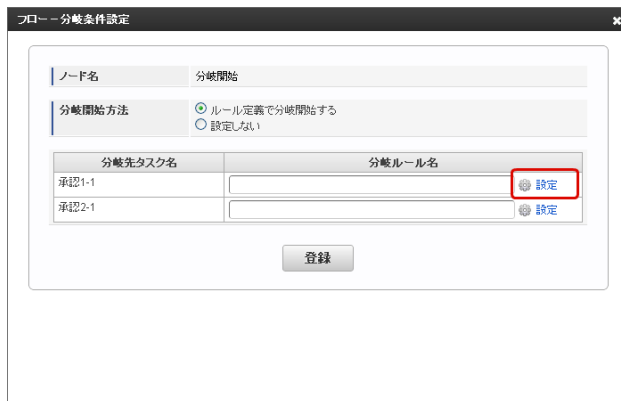 フロー - 分岐条件設定
ノード名 分岐開始
分岐開始方法 ルール定義で分岐開始する
設定しない
分岐先タスク名 分岐ルール名
承認1-1 設定
承認2-1 設定
登録